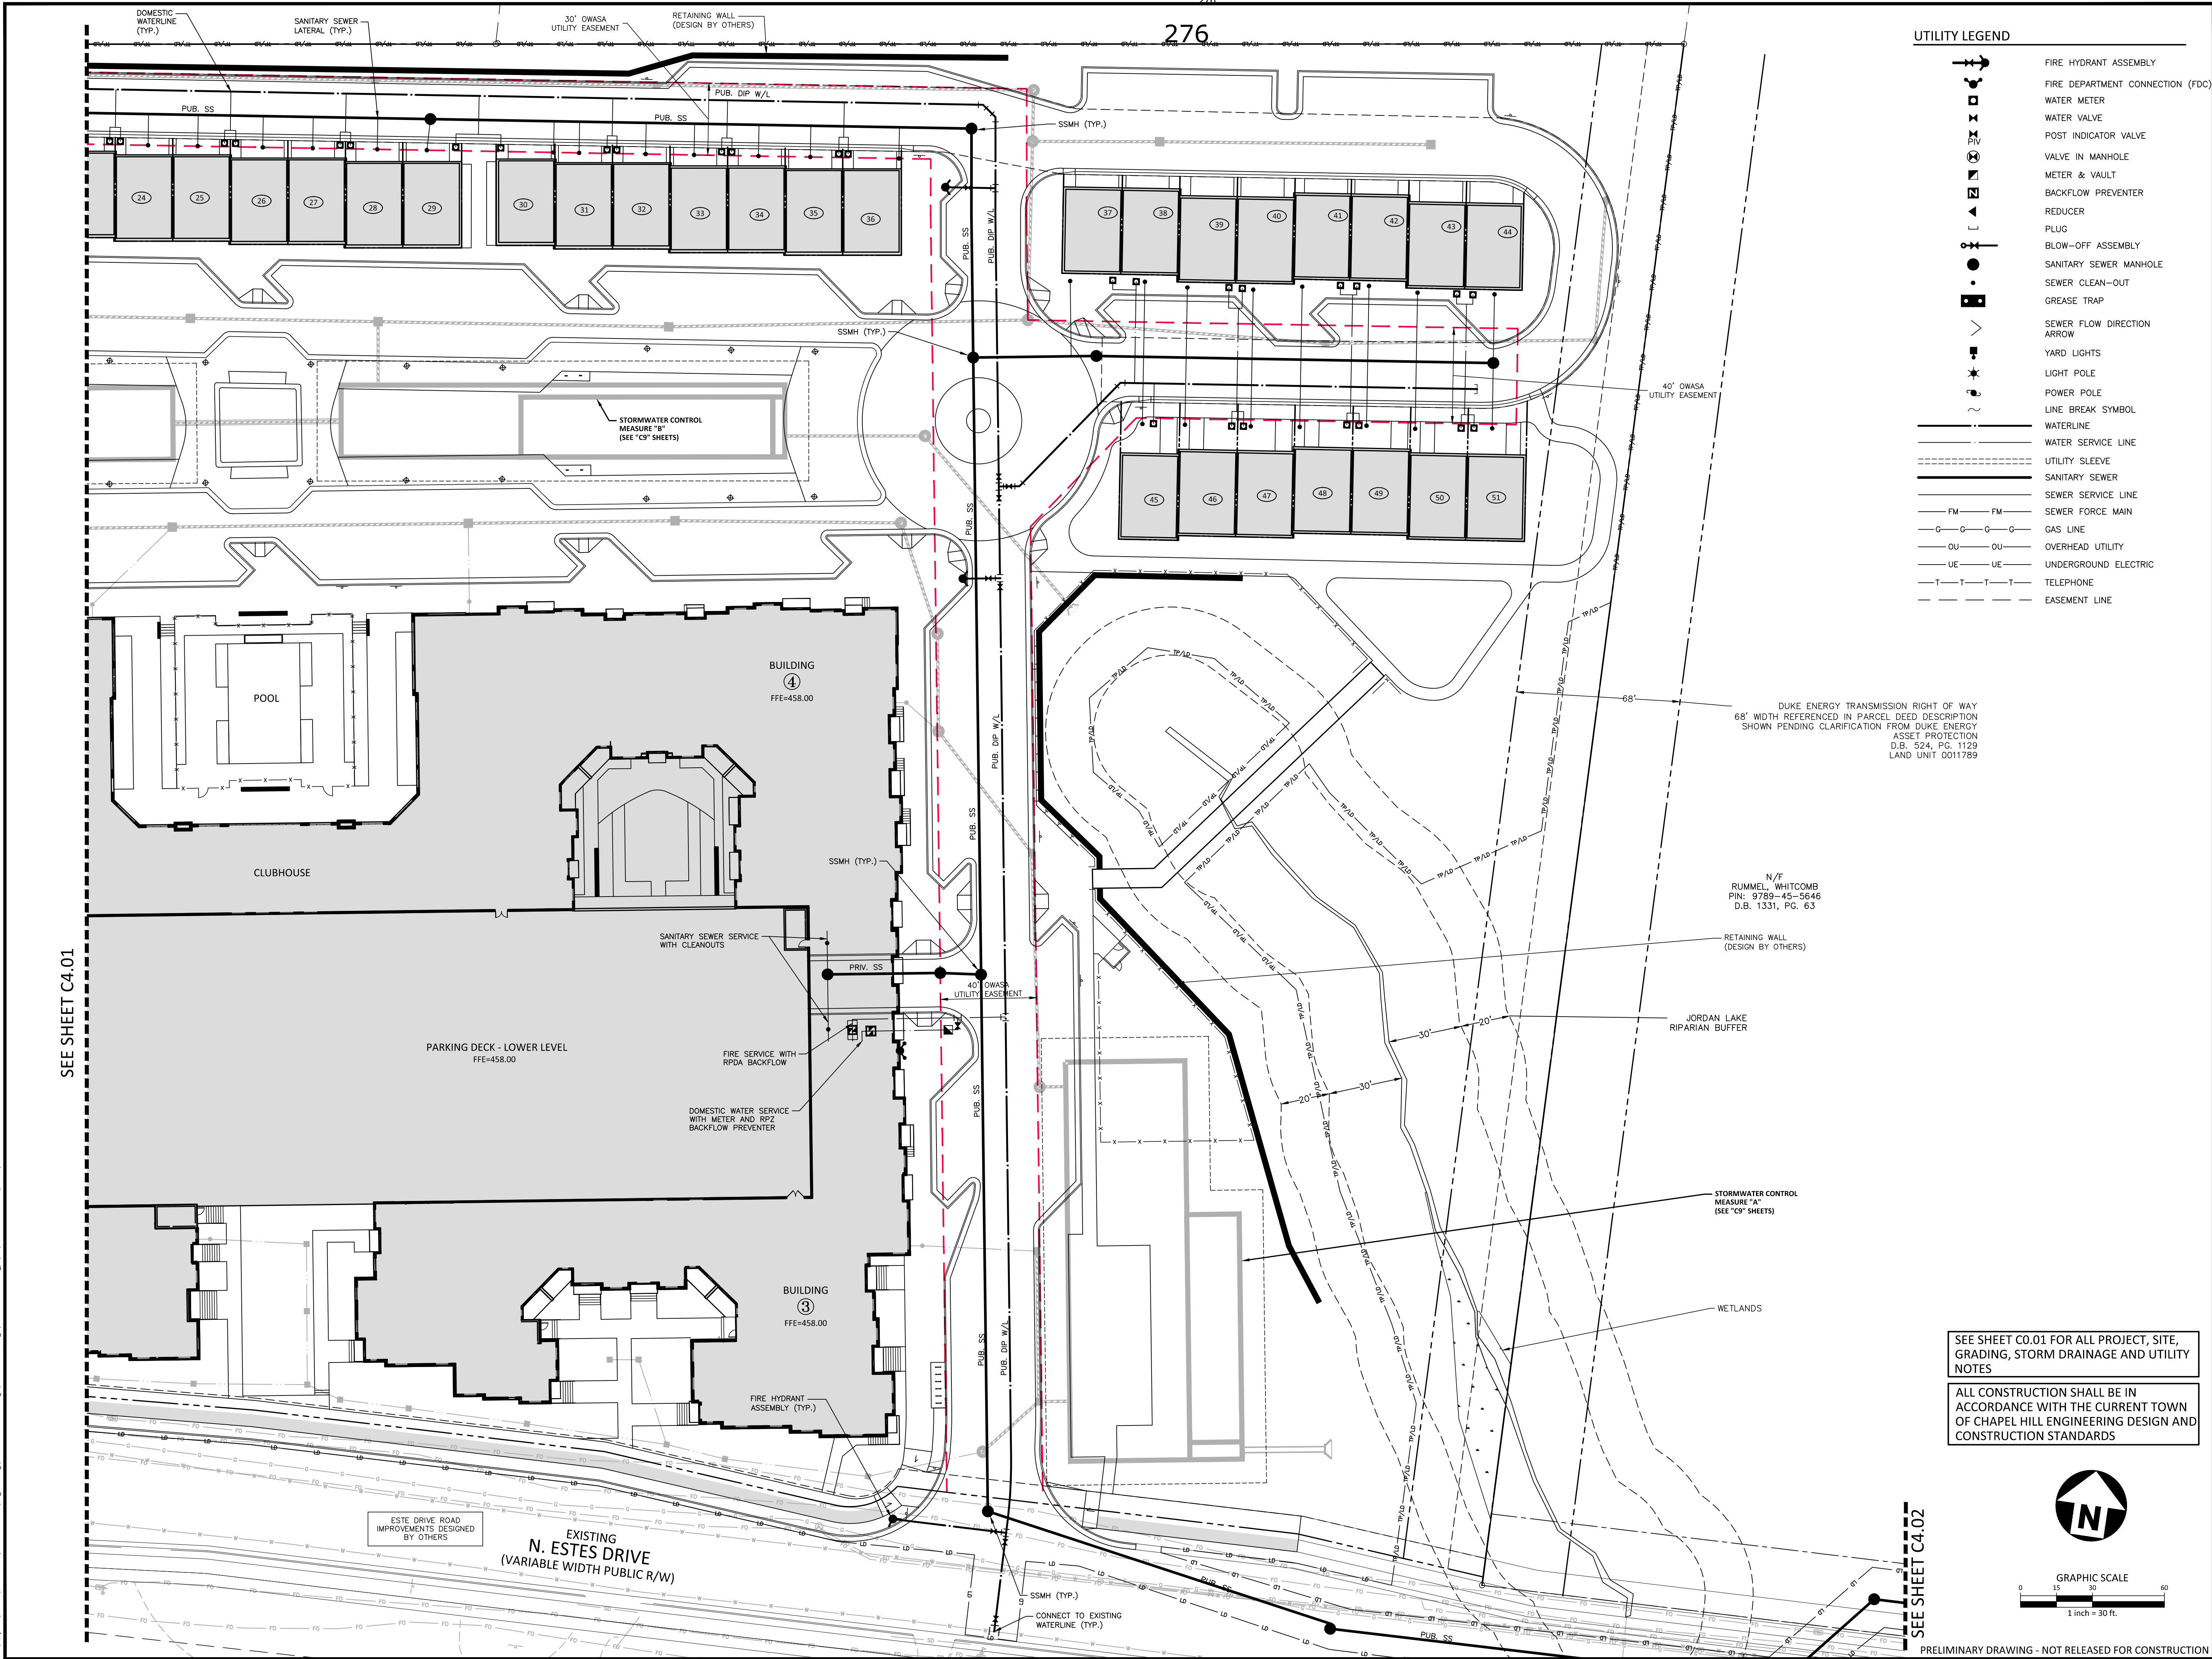 276
DOMESTIC
WATERLINE
(TYP.)
SANITARY SEWER
LATERAL (TYP.)
30' OWASA
UTILITY EASEMENT
RETAINING WALL
(DESIGN BY OTHERS)
PUB. SS
PUB. SS
PUB. DIP W/L
SSMH (TYP.)
24
25
26
27
28
29
30
31
32
33
34
35
36
37
38
39
40
41
42
43
44
PUB. SS
PUB. DIP W/L
SSMH (TYP.)
40' OWASA
UTILITY EASEMENT
STORMWATER CONTROL
MEASURE "B"
(SEE "C9" SHEETS)
45
46
47
48
49
50
51
PUB. SS
BUILDING
4
FFE=458.00
POOL
CLUBHOUSE
PUB. DIP W/L
PUB. SS
SSMH (TYP.)
SANITARY SEWER SERVICE
WITH CLEANOUTS
PRIV. SS
40' OWASA
UTILITY EASEMENT
PARKING DECK - LOWER LEVEL
FFE=458.00
FIRE SERVICE WITH
RPDA BACKFLOW
DOMESTIC WATER SERVICE
WITH METER AND RPZ
BACKFLOW PREVENTER
PUB. SS
BUILDING
3
FFE=458.00
PUB. SS
PUB. DIP W/L
FIRE HYDRANT
ASSEMBLY (TYP.)
SEE SHEET C4.01
ESTE DRIVE ROAD
IMPROVEMENTS DESIGNED
BY OTHERS
EXISTING
N. ESTES DRIVE
(VARIABLE WIDTH PUBLIC R/W)
SSMH (TYP.)
CONNECT TO EXISTING
WATERLINE (TYP.)
PUB. SS
PUB. SS
68'
DUKE ENERGY TRANSMISSION RIGHT OF WAY
68' WIDTH REFERENCED IN PARCEL DEED DESCRIPTION
SHOWN PENDING CLARIFICATION FROM DUKE ENERGY
ASSET PROTECTION
D.B. 524, PG. 1129
LAND UNIT 0011789
N/F
RUMMEL, WHITCOMB
PIN: 9789-45-5646
D.B. 1331, PG. 63
RETAINING WALL
(DESIGN BY OTHERS)
JORDAN LAKE
RIPARIAN BUFFER
30'
20'
20'
30'
STORMWATER CONTROL
MEASURE "A"
(SEE "C9" SHEETS)
WETLANDS
UTILITY LEGEND
FIRE HYDRANT ASSEMBLY
FIRE DEPARTMENT CONNECTION (FDC)
WATER METER
WATER VALVE
POST INDICATOR VALVE
PIV
VALVE IN MANHOLE
METER & VAULT
BACKFLOW PREVENTER
REDUCER
PLUG
BLOW-OFF ASSEMBLY
SANITARY SEWER MANHOLE
SEWER CLEAN-OUT
GREASE TRAP
SEWER FLOW DIRECTION
ARROW
YARD LIGHTS
LIGHT POLE
POWER POLE
LINE BREAK SYMBOL
WATERLINE
WATER SERVICE LINE
UTILITY SLEEVE
SANITARY SEWER
SEWER SERVICE LINE
FM FM SEWER FORCE MAIN
G G G G GAS LINE
OU OU OVERHEAD UTILITY
UE UE UNDERGROUND ELECTRIC
T T T T TELEPHONE
EASEMENT LINE
SEE SHEET C0.01 FOR ALL PROJECT, SITE,
GRADING, STORM DRAINAGE AND UTILITY
NOTES
ALL CONSTRUCTION SHALL BE IN
ACCORDANCE WITH THE CURRENT TOWN
OF CHAPEL HILL ENGINEERING DESIGN AND
CONSTRUCTION STANDARDS
N
GRAPHIC SCALE
0 15 30 60
1 inch = 30 ft.
SEE SHEET C4.02
PRELIMINARY DRAWING - NOT RELEASED FOR CONSTRUCTION